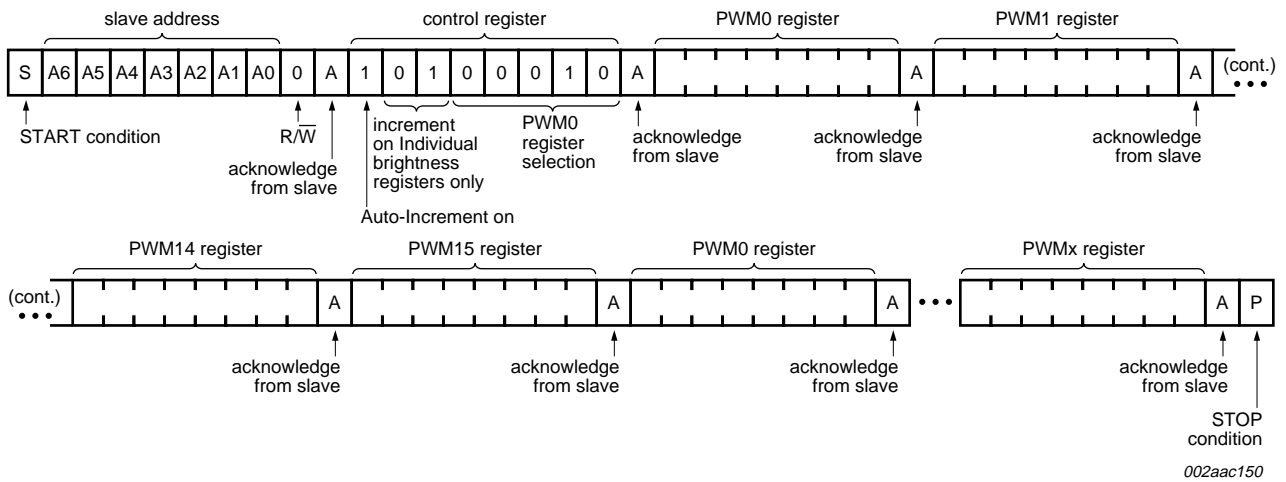 slave address
control register
PWM0 register
PWM1 register
S A6 A5 A4 A3 A2 A1 A0 0 A 1 0 1 0 0 0 1 0 A A A (cont.)
START condition
R/W̅
acknowledge
from slave
increment
on Individual
brightness
registers only
PWM0
register
selection
acknowledge
from slave
acknowledge
from slave
acknowledge
from slave
Auto-Increment on
PWM14 register
PWM15 register
PWM0 register
PWMx register
(cont.) A A A A P
acknowledge
from slave
acknowledge
from slave
acknowledge
from slave
acknowledge
from slave
STOP
condition
002aac150